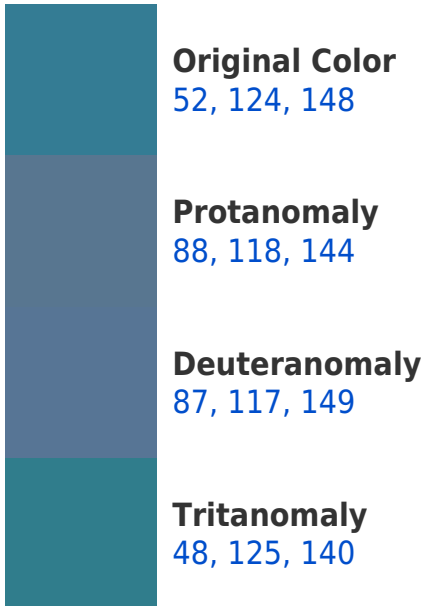 Original Color
52, 124, 148
Protanomaly
88, 118, 144
Deuteranomaly
87, 117, 149
Tritanomaly
48, 125, 140